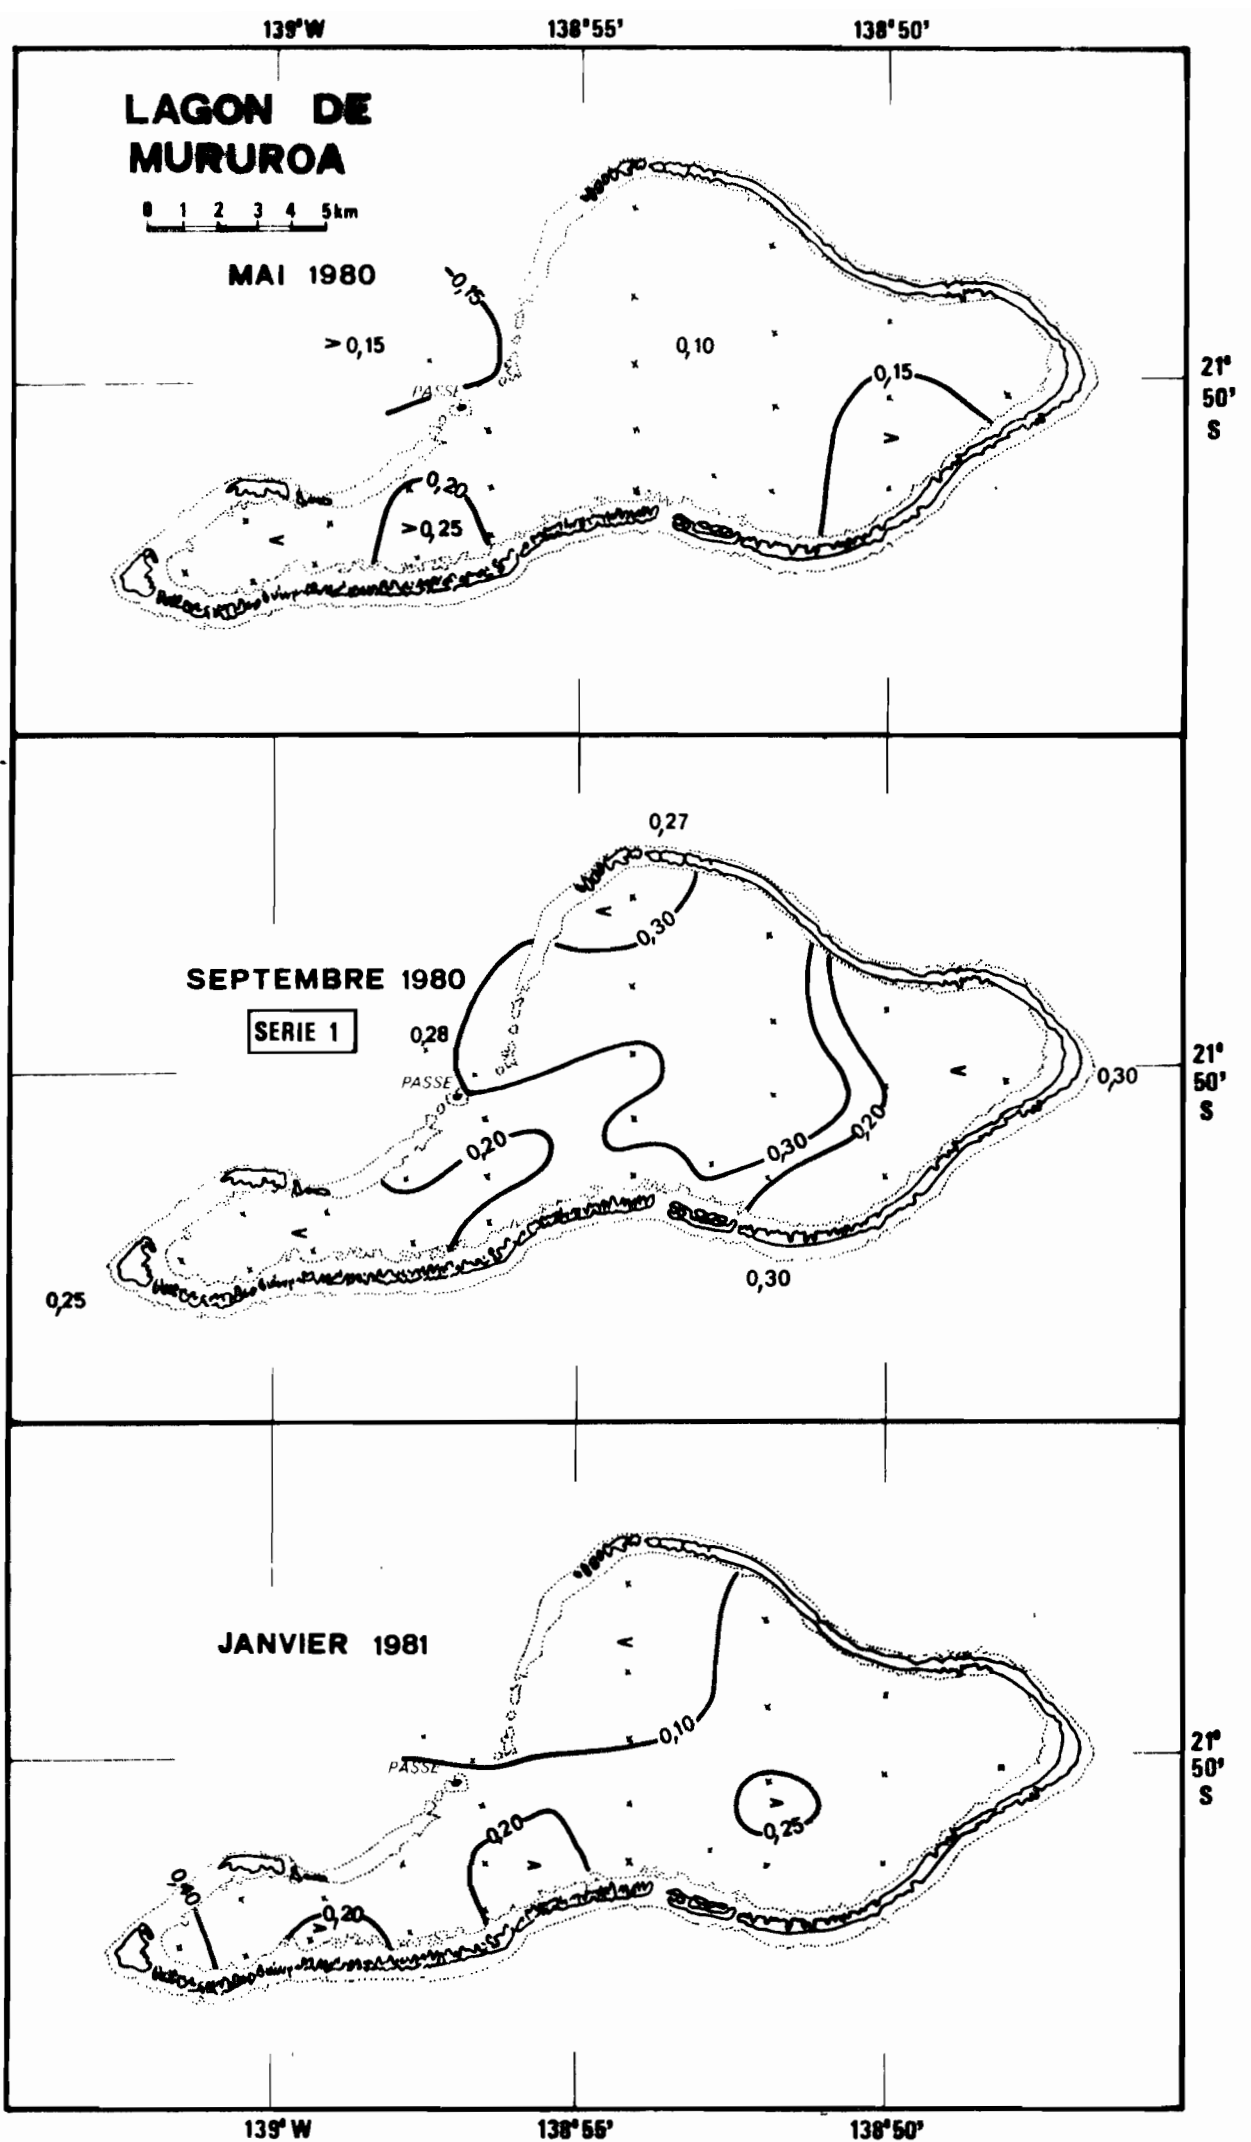 139°W 138°55' 138°50'
LAGON DE
MURUROA
0 1 2 3 4 5km
MAI 1980
0,15
>0,15
0,10
21°
50'
S
PASSE
0,15
>
0,20
>0,25
<
0,27
<
0,30
SEPTEMBRE 1980
SERIE 1
0,28
PASSE
<
0,30
21°
50'
S
0,20
0,30
0,20
<
0,30
0,25
JANVIER 1981
<
0,10
PASSE
21°
50'
S
>
0,25
0,20
>
0,40
0,20
>
139°W 138°55' 138°50'